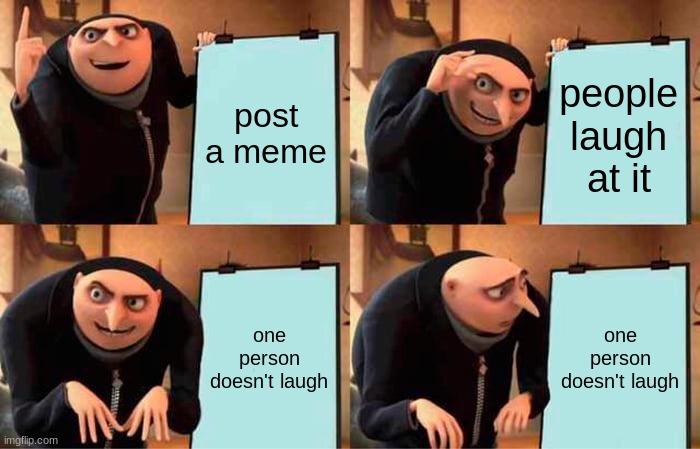 post
a meme
people
laugh
at it
one
person
doesn't laugh
one
person
doesn't laugh
imgflip.com